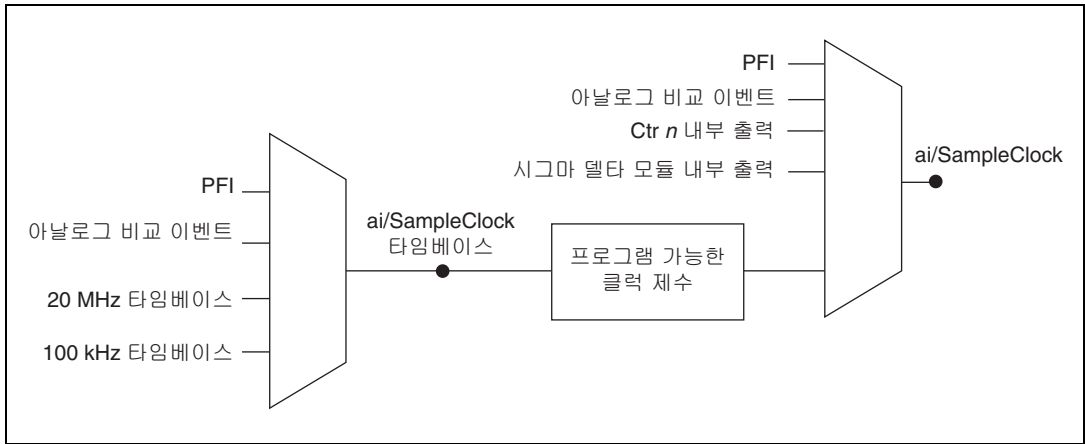 PFI
아날로그 비교 이벤트
Ctr n 내부 출력
시그마 델타 모듈 내부 출력
ai/SampleClock
PFI
아날로그 비교 이벤트
20 MHz 타임베이스
100 kHz 타임베이스
ai/SampleClock
타임베이스
프로그램 가능한
클럭 제수